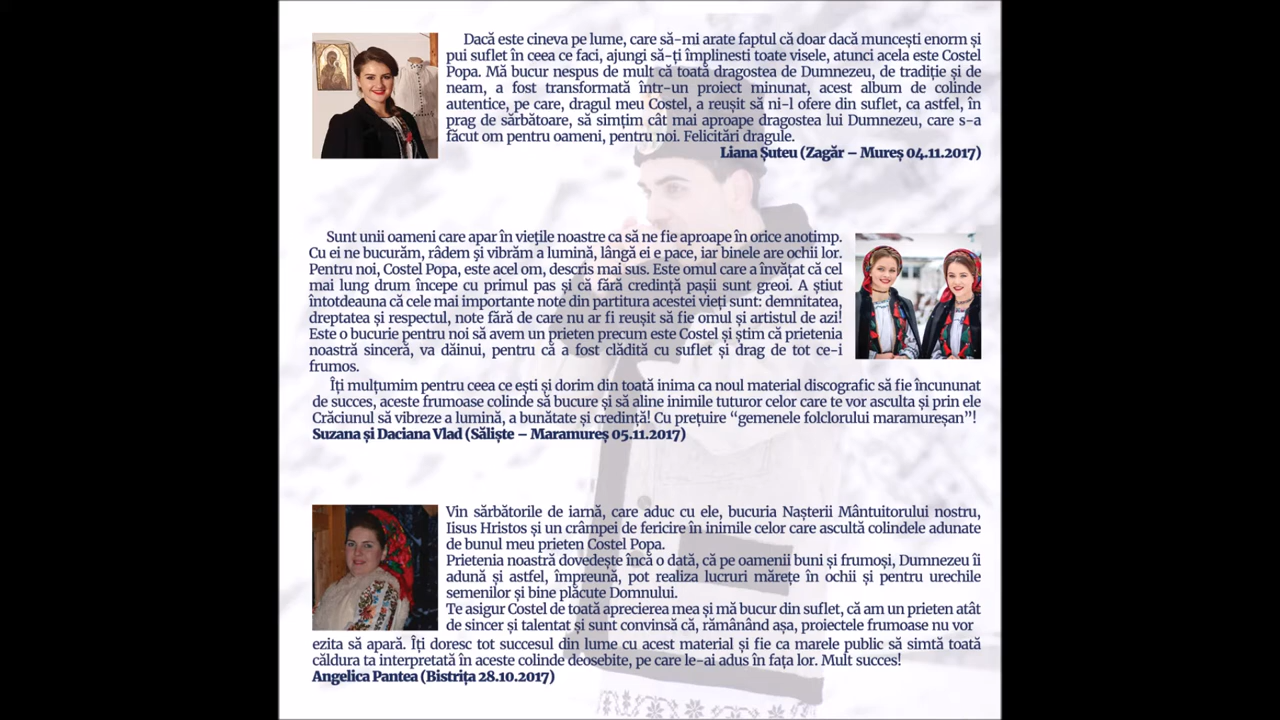 Dacă este cineva pe lume, care să-mi arate faptul că doar dacă muncești enorm și
pui suflet în ceea ce faci, ajungi să-ți împlinesti toate visele, atunci acela este Costel
Popa. Mă bucur nespus de mult că toată dragostea de Dumnezeu, de tradiție și de
neam, a fost transformată într-un proiect minunat, acest album de colinde
autentice, pe care, dragul meu Costel, a reușit să ni-l ofere din suflet, ca astfel, în
prag de sărbătoare, să simțim cât mai aproape dragostea lui Dumnezeu, care s-a
făcut om pentru oameni, pentru noi. Felicitări dragule.
Liana Șuteu (Zagăr – Mureș 04.11.2017)
Sunt unii oameni care apar în viețile noastre ca să ne fie aproape în orice anotimp.
Cu ei ne bucurăm, râdem și vibrăm a lumină, lângă ei e pace, iar binele are ochii lor.
Pentru noi, Costel Popa, este acel om, descris mai sus. Este omul care a învățat că cel
mai lung drum începe cu primul pas și că fără credință pașii sunt greoi. A știut
întotdeauna că cele mai importante note din partitura acestei vieți sunt: demnitatea,
dreptatea și respectul, note fără de care nu ar fi reușit să fie omul și artistul de azi!
Este o bucurie pentru noi să avem un prieten precum este Costel și știm că prietenia
noastră sinceră, va dăinui, pentru că a fost clădită cu suflet și drag de tot ce-i
frumos.
Îți mulțumim pentru ceea ce ești și dorim din toată inima ca noul material discografic să fie încununat
de succes, aceste frumoase colinde să bucure și să aline inimile tuturor celor care te vor asculta și prin ele
Crăciunul să vibreze a lumină, a bunătate și credință! Cu prețuire “gemenele folclorului maramureșan”!
Suzana și Daciana Vlad (Săliște – Maramureș 05.11.2017)
Vin sărbătorile de iarnă, care aduc cu ele, bucuria Nașterii Mântuitorului nostru,
Iisus Hristos și un crâmpei de fericire în inimile celor care ascultă colindele adunate
de bunul meu prieten Costel Popa.
Prietenia noastră dovedește încă o dată, că pe oamenii buni și frumoși, Dumnezeu îi
adună și astfel, împreună, pot realiza lucruri mărețe în ochii și pentru urechile
semenilor și bine plăcute Domnului.
Te asigur Costel de toată aprecierea mea și mă bucur din suflet, că am un prieten atât
de sincer și talentat și sunt convinsă că, rămânând așa, proiectele frumoase nu vor
ezita să apară. Îți doresc tot succesul din lume cu acest material și fie ca marele public să simtă toată
căldura ta interpretată în aceste colinde deosebite, pe care le-ai adus în fața lor. Mult succes!
Angelica Pantea (Bistrița 28.10.2017)